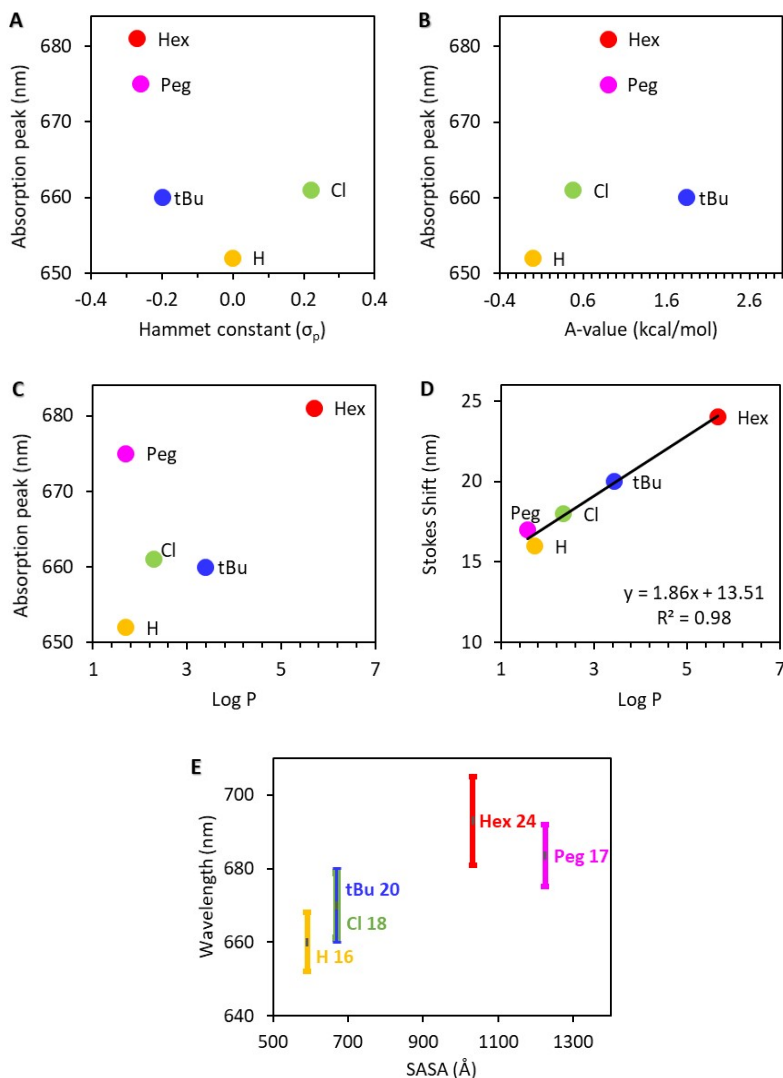 A
Absorption peak (nm)
680
670
660
650
Hex
Peg
tBu
Cl
H
-0.4 -0.2 0.0 0.2 0.4
Hammet constant (σp)
B
Absorption peak (nm)
680
670
660
650
Hex
Peg
Cl
tBu
H
-0.4 0.6 1.6 2.6
A-value (kcal/mol)
C
Absorption peak (nm)
680
670
660
650
Hex
Peg
Cl
tBu
H
1 3 5 7
Log P
D
Stokes Shift (nm)
25
20
15
10
Hex
tBu
Peg
Cl
H
y = 1.86x + 13.51
R² = 0.98
1 3 5 7
Log P
E
Wavelength (nm)
700
680
660
640
Hex 24
Peg 17
tBu 20
Cl 18
H 16
500 700 900 1100 1300
SASA (Å)